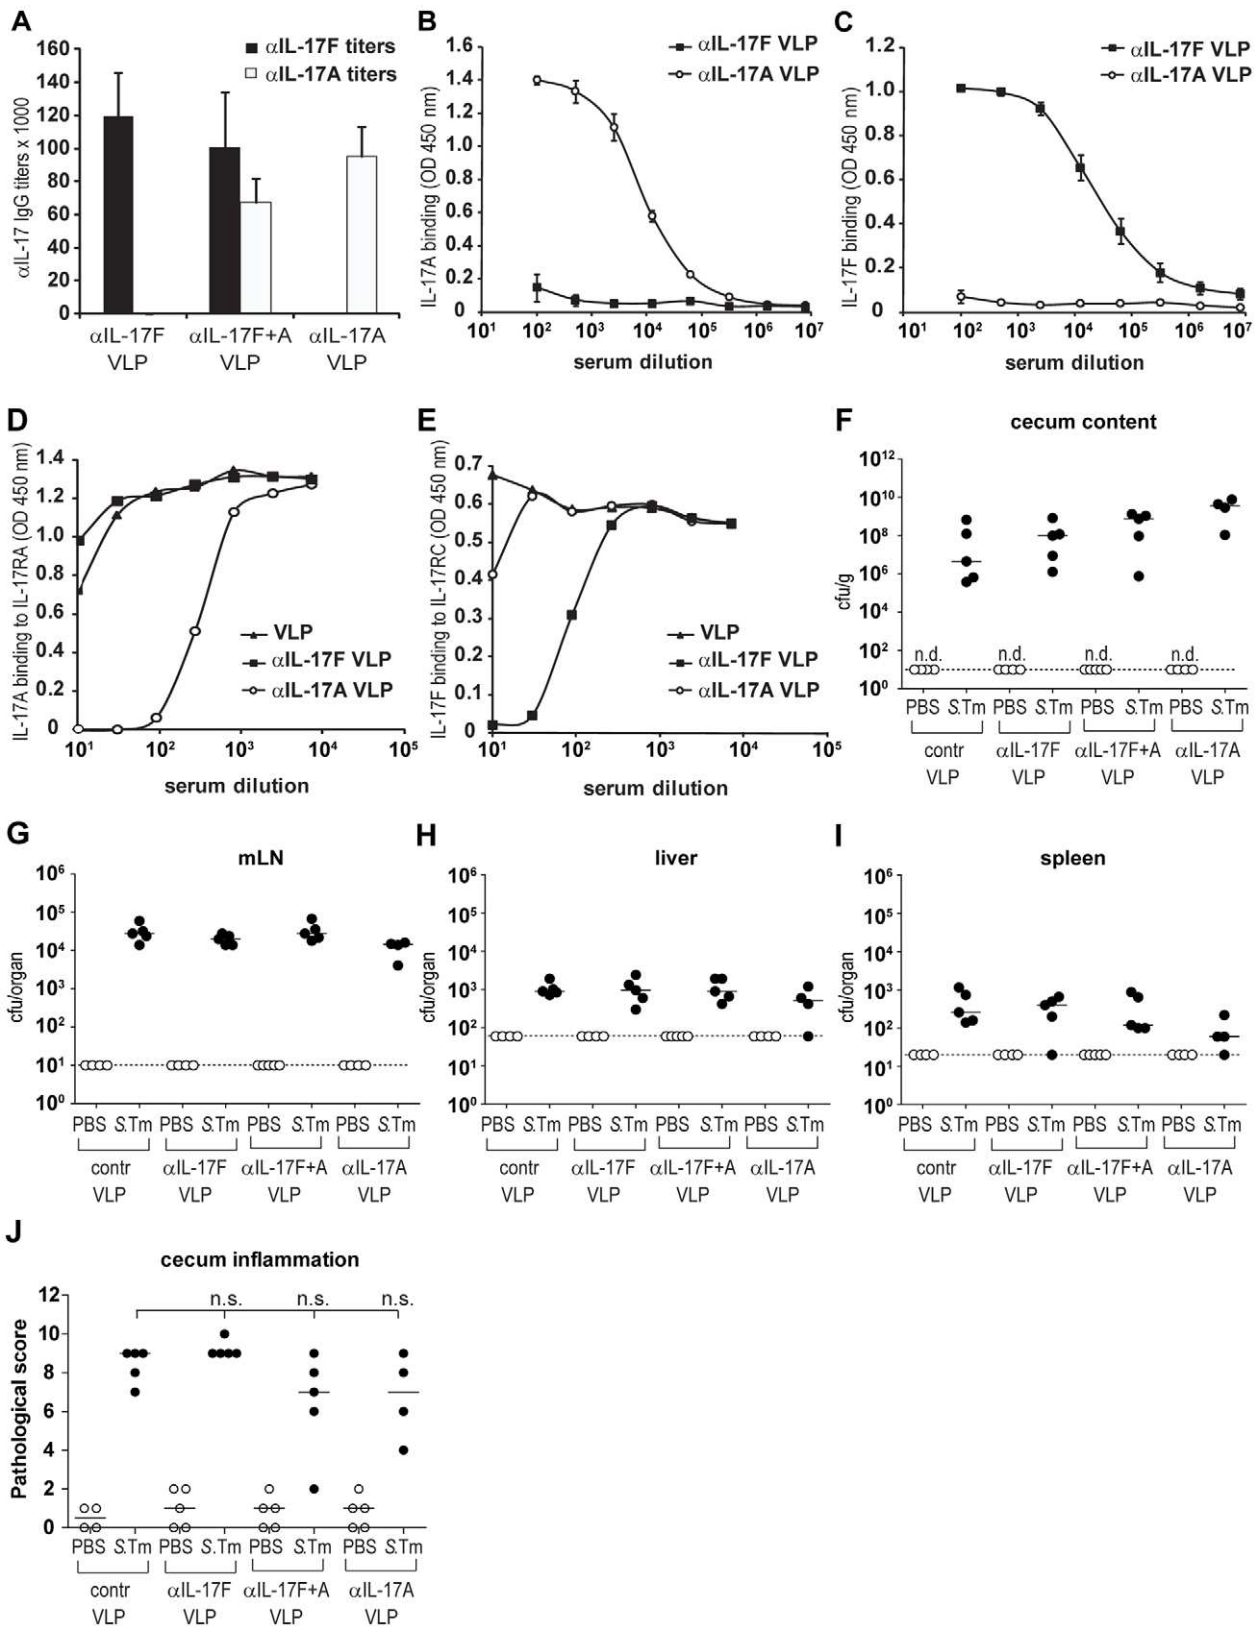 A
αIL-17 IgG titers x 1000
160
140
120
100
80
60
40
20
0
αIL-17F titers
αIL-17A titers
αIL-17F VLP
αIL-17F+A VLP
αIL-17A VLP
B
IL-17A binding (OD 450 nm)
1.6
1.4
1.2
1.0
0.8
0.6
0.4
0.2
0
αIL-17F VLP
αIL-17A VLP
10¹ 10² 10³ 10⁴ 10⁵ 10⁶ 10⁷
serum dilution
C
IL-17F binding (OD 450 nm)
1.2
1.0
0.8
0.6
0.4
0.2
0
αIL-17F VLP
αIL-17A VLP
10¹ 10² 10³ 10⁴ 10⁵ 10⁶ 10⁷
serum dilution
D
IL-17A binding to IL-17RA (OD 450 nm)
1.4
1.2
1.0
0.8
0.6
0.4
0.2
0
VLP
αIL-17F VLP
αIL-17A VLP
10¹ 10² 10³ 10⁴ 10⁵
serum dilution
E
IL-17F binding to IL-17RC (OD 450 nm)
0.7
0.6
0.5
0.4
0.3
0.2
0.1
0
VLP
αIL-17F VLP
αIL-17A VLP
10¹ 10² 10³ 10⁴ 10⁵
serum dilution
F
cecum content
cfu/g
10¹²
10¹⁰
10⁸
10⁶
10⁴
10²
10⁰
n.d. n.d. n.d. n.d.
PBS S.Tm PBS S.Tm PBS S.Tm PBS S.Tm
contr αIL-17F αIL-17F+A αIL-17A
VLP VLP VLP VLP
G
mLN
cfu/organ
10⁶
10⁵
10⁴
10³
10²
10¹
10⁰
PBS S.Tm PBS S.Tm PBS S.Tm PBS S.Tm
contr αIL-17F αIL-17F+A αIL-17A
VLP VLP VLP VLP
H
liver
cfu/organ
10⁶
10⁵
10⁴
10³
10²
10¹
10⁰
PBS S.Tm PBS S.Tm PBS S.Tm PBS S.Tm
contr αIL-17F αIL-17F+A αIL-17A
VLP VLP VLP VLP
I
spleen
cfu/organ
10⁶
10⁵
10⁴
10³
10²
10¹
10⁰
PBS S.Tm PBS S.Tm PBS S.Tm PBS S.Tm
contr αIL-17F αIL-17F+A αIL-17A
VLP VLP VLP VLP
J
cecum inflammation
Pathological score
12
10
8
6
4
2
0
n.s. n.s. n.s.
PBS S.Tm PBS S.Tm PBS S.Tm PBS S.Tm
contr αIL-17F αIL-17F+A αIL-17A
VLP VLP VLP VLP